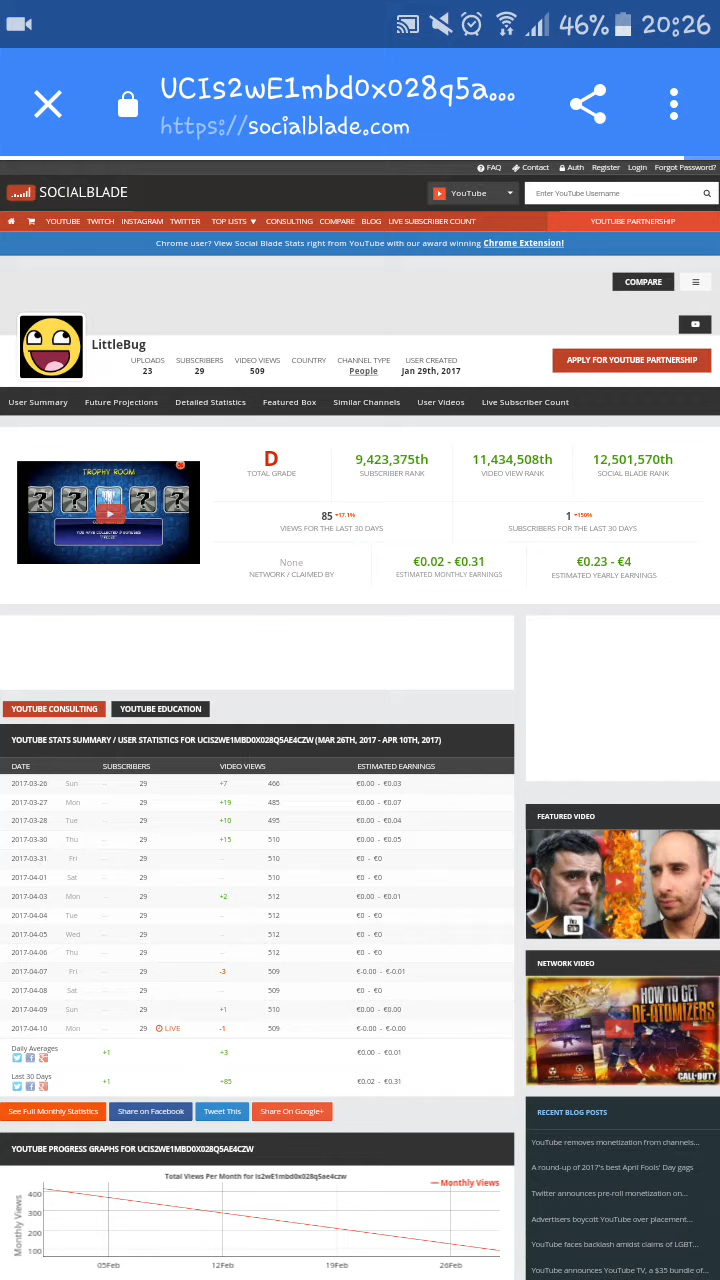 46% 20:26
UCIs2wE1mbd0x028q5a...
https://socialblade.com
FAQ Contact Auth Register Login Forgot Password?
SOCIALBLADE YouTube Enter YouTube Username
YOUTUBE TWITCH INSTAGRAM TWITTER TOP LISTS CONSULTING COMPARE BLOG LIVE SUBSCRIBER COUNT YOUTUBE PARTNERSHIP
Chrome user? View Social Blade Stats right from YouTube with our award winning Chrome Extension!
COMPARE
LittleBug
UPLOADS SUBSCRIBERS VIDEO VIEWS COUNTRY CHANNEL TYPE USER CREATED
23 29 509 People Jan 29th, 2017
APPLY FOR YOUTUBE PARTNERSHIP
User Summary Future Projections Detailed Statistics Featured Box Similar Channels User Videos Live Subscriber Count
TROPHY ROOM
D 9,423,375th 11,434,508th 12,501,570th
TOTAL GRADE SUBSCRIBER RANK VIDEO VIEW RANK SOCIAL BLADE RANK
85 +17.1% 1 +150%
VIEWS FOR THE LAST 30 DAYS SUBSCRIBERS FOR THE LAST 30 DAYS
None €0.02 - €0.31 €0.23 - €4
NETWORK / CLAIMED BY ESTIMATED MONTHLY EARNINGS ESTIMATED YEARLY EARNINGS
YOUTUBE CONSULTING YOUTUBE EDUCATION
YOUTUBE STATS SUMMARY / USER STATISTICS FOR UCIS2WE1MBD0X028Q5AE4CZW (MAR 26TH, 2017 - APR 10TH, 2017)
DATE SUBSCRIBERS VIDEO VIEWS ESTIMATED EARNINGS
2017-03-26 Sun -- 29 +7 466 €0.00 - €0.03
2017-03-27 Mon -- 29 +19 485 €0.00 - €0.07
2017-03-28 Tue -- 29 +10 495 €0.00 - €0.04
2017-03-30 Thu -- 29 +15 510 €0.00 - €0.05
2017-03-31 Fri -- 29 -- 510 €0 - €0
2017-04-01 Sat -- 29 -- 510 €0 - €0
2017-04-03 Mon -- 29 +2 512 €0.00 - €0.01
2017-04-04 Tue -- 29 -- 512 €0 - €0
2017-04-05 Wed -- 29 -- 512 €0 - €0
2017-04-06 Thu -- 29 -- 512 €0 - €0
2017-04-07 Fri -- 29 -3 509 €-0.00 - €-0.01
2017-04-08 Sat -- 29 -- 509 €0 - €0
2017-04-09 Sun -- 29 +1 510 €0.00 - €0.00
2017-04-10 Mon -- 29 LIVE -1 509 €-0.00 - €-0.00
Daily Averages +1 +3 €0.00 - €0.01
Last 30 Days +1 +85 €0.02 - €0.31
See Full Monthly Statistics Share on Facebook Tweet This Share On Google+
YOUTUBE PROGRESS GRAPHS FOR UCIS2WE1MBD0X028Q5AE4CZW
Total Views Per Month for is2wE1mbd0x028q5ae4czw
Monthly Views
Monthly Views
400
300
200
100
05Feb 12Feb 19Feb 26Feb
FEATURED VIDEO
You Tube
NETWORK VIDEO
HOW TO GET
DE-ATOMIZERS
CALL·DUTY
RECENT BLOG POSTS
YouTube removes monetization from channels...
A round-up of 2017's best April Fools' Day gags
Twitter announces pre-roll monetization on...
Advertisers boycott YouTube over placement...
YouTube faces backlash amidst claims of LGBT...
YouTube announces YouTube TV, a $35 bundle of...